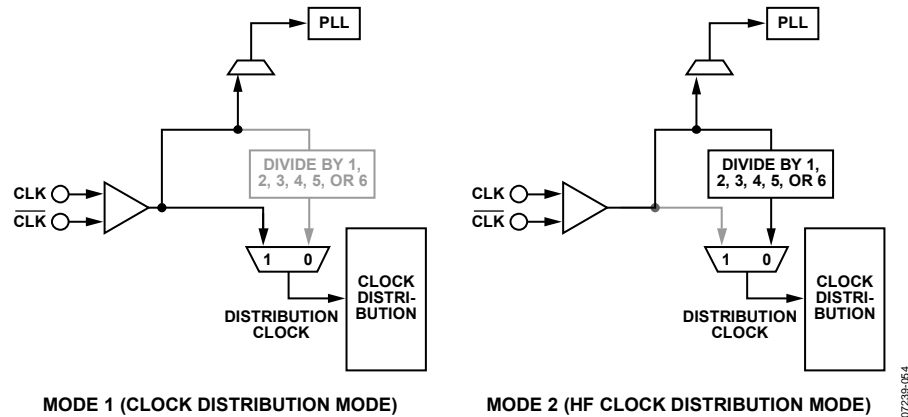 PLL
DIVIDE BY 1,
2, 3, 4, 5, OR 6
CLK
CLK
1 0
CLOCK
DISTRI-
BUTION
DISTRIBUTION
CLOCK
MODE 1 (CLOCK DISTRIBUTION MODE)
PLL
DIVIDE BY 1,
2, 3, 4, 5, OR 6
CLK
CLK
1 0
CLOCK
DISTRI-
BUTION
DISTRIBUTION
CLOCK
MODE 2 (HF CLOCK DISTRIBUTION MODE)
07239-054